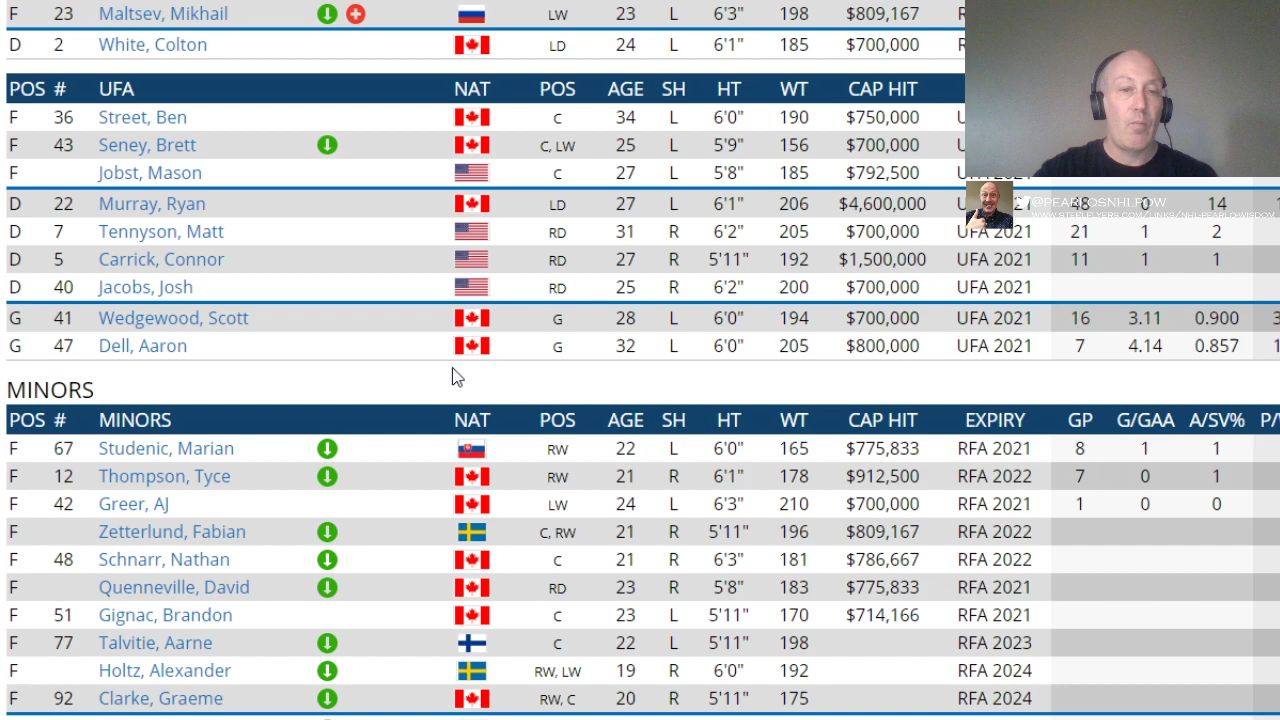 F 23 Maltsev, Mikhail LW 23 L 6'3" 198 $809,167
D 2 White, Colton LD 24 L 6'1" 185 $700,000
POS # UFA NAT POS AGE SH HT WT CAP HIT
F 36 Street, Ben C 34 L 6'0" 190 $750,000
F 43 Seney, Brett C, LW 25 L 5'9" 156 $700,000
F Jobst, Mason C 27 L 5'8" 185 $792,500 UFA 2021
D 22 Murray, Ryan LD 27 L 6'1" 206 $4,600,000 48 14
@PEARLOSNHLPOW
WWW.STEELFLYERS.COM/LINKS/NHL-PEARLD-WISDOV
D 7 Tennyson, Matt RD 31 R 6'2" 205 $700,000 UFA 2021 21 1 2
D 5 Carrick, Connor RD 27 R 5'11" 192 $1,500,000 UFA 2021 11 1 1
D 40 Jacobs, Josh RD 25 R 6'2" 200 $700,000 UFA 2021
G 41 Wedgewood, Scott G 28 L 6'0" 194 $700,000 UFA 2021 16 3.11 0.900
G 47 Dell, Aaron G 32 L 6'0" 205 $800,000 UFA 2021 7 4.14 0.857
MINORS
POS # MINORS NAT POS AGE SH HT WT CAP HIT EXPIRY GP G/GAA A/SV%
F 67 Studenic, Marian RW 22 L 6'0" 165 $775,833 RFA 2021 8 1 1
F 12 Thompson, Tyce RW 21 R 6'1" 178 $912,500 RFA 2022 7 0 1
F 42 Greer, AJ LW 24 L 6'3" 210 $700,000 RFA 2021 1 0 0
F Zetterlund, Fabian C, RW 21 R 5'11" 196 $809,167 RFA 2022
F 48 Schnarr, Nathan C 21 R 6'3" 181 $786,667 RFA 2022
F Quenneville, David RD 23 R 5'8" 183 $775,833 RFA 2021
F 51 Gignac, Brandon C 23 L 5'11" 170 $714,166 RFA 2021
F 77 Talvitie, Aarne C 22 L 5'11" 198 RFA 2023
F Holtz, Alexander RW, LW 19 R 6'0" 192 RFA 2024
F 92 Clarke, Graeme RW, C 20 R 5'11" 175 RFA 2024